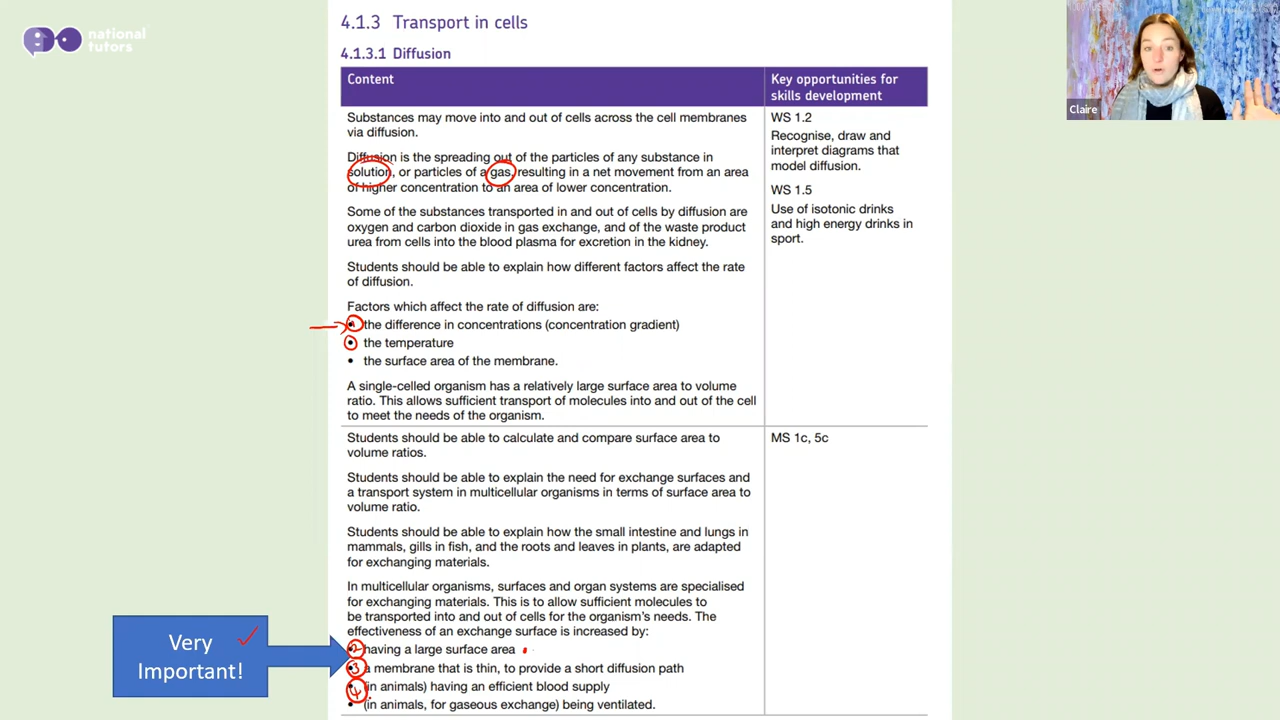 national
tutors
4.1.3 Transport in cells
4.1.3.1 Diffusion
Content
Key opportunities for
skills development
Substances may move into and out of cells across the cell membranes
via diffusion.
Diffusion is the spreading out of the particles of any substance in
solution, or particles of a gas, resulting in a net movement from an area
of higher concentration to an area of lower concentration.
Some of the substances transported in and out of cells by diffusion are
oxygen and carbon dioxide in gas exchange, and of the waste product
urea from cells into the blood plasma for excretion in the kidney.
Students should be able to explain how different factors affect the rate
of diffusion.
Factors which affect the rate of diffusion are:
• the difference in concentrations (concentration gradient)
• the temperature
• the surface area of the membrane.
A single-celled organism has a relatively large surface area to volume
ratio. This allows sufficient transport of molecules into and out of the cell
to meet the needs of the organism.
WS 1.2
Recognise, draw and
interpret diagrams that
model diffusion.
WS 1.5
Use of isotonic drinks
and high energy drinks in
sport.
Students should be able to calculate and compare surface area to
volume ratios.
Students should be able to explain the need for exchange surfaces and
a transport system in multicellular organisms in terms of surface area to
volume ratio.
Students should be able to explain how the small intestine and lungs in
mammals, gills in fish, and the roots and leaves in plants, are adapted
for exchanging materials.
In multicellular organisms, surfaces and organ systems are specialised
for exchanging materials. This is to allow sufficient molecules to
be transported into and out of cells for the organism's needs. The
effectiveness of an exchange surface is increased by:
2 having a large surface area
3 a membrane that is thin, to provide a short diffusion path
4 (in animals) having an efficient blood supply
• (in animals, for gaseous exchange) being ventilated.
MS 1c, 5c
Very
Important!
Claire